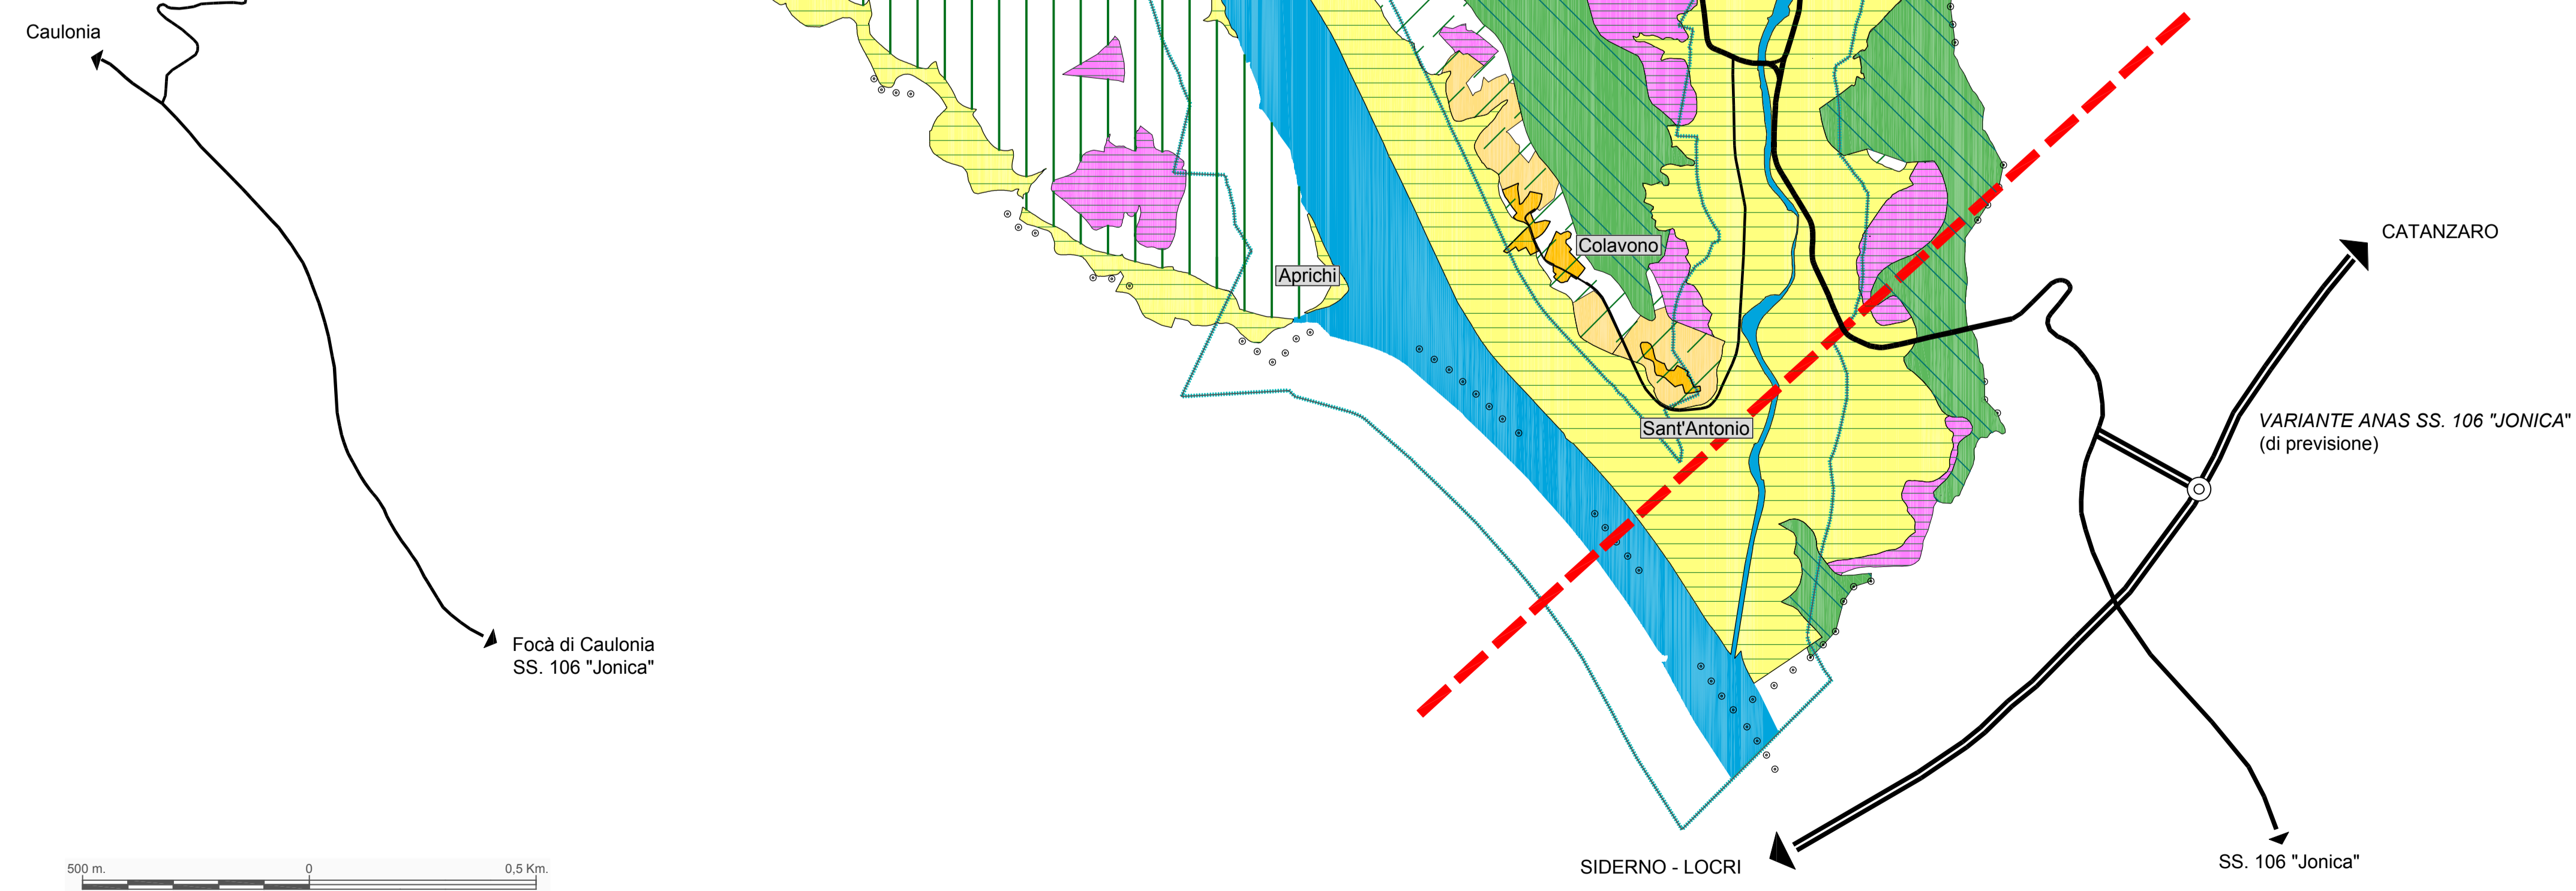 Caulonia
CATANZARO
Colavono
Aprichi
VARIANTE ANAS SS. 106 "JONICA"
(di previsione)
Sant'Antonio
Focà di Caulonia
SS. 106 "Jonica"
500 m. 0 0,5 Km.
SIDERNO - LOCRI
SS. 106 "Jonica"